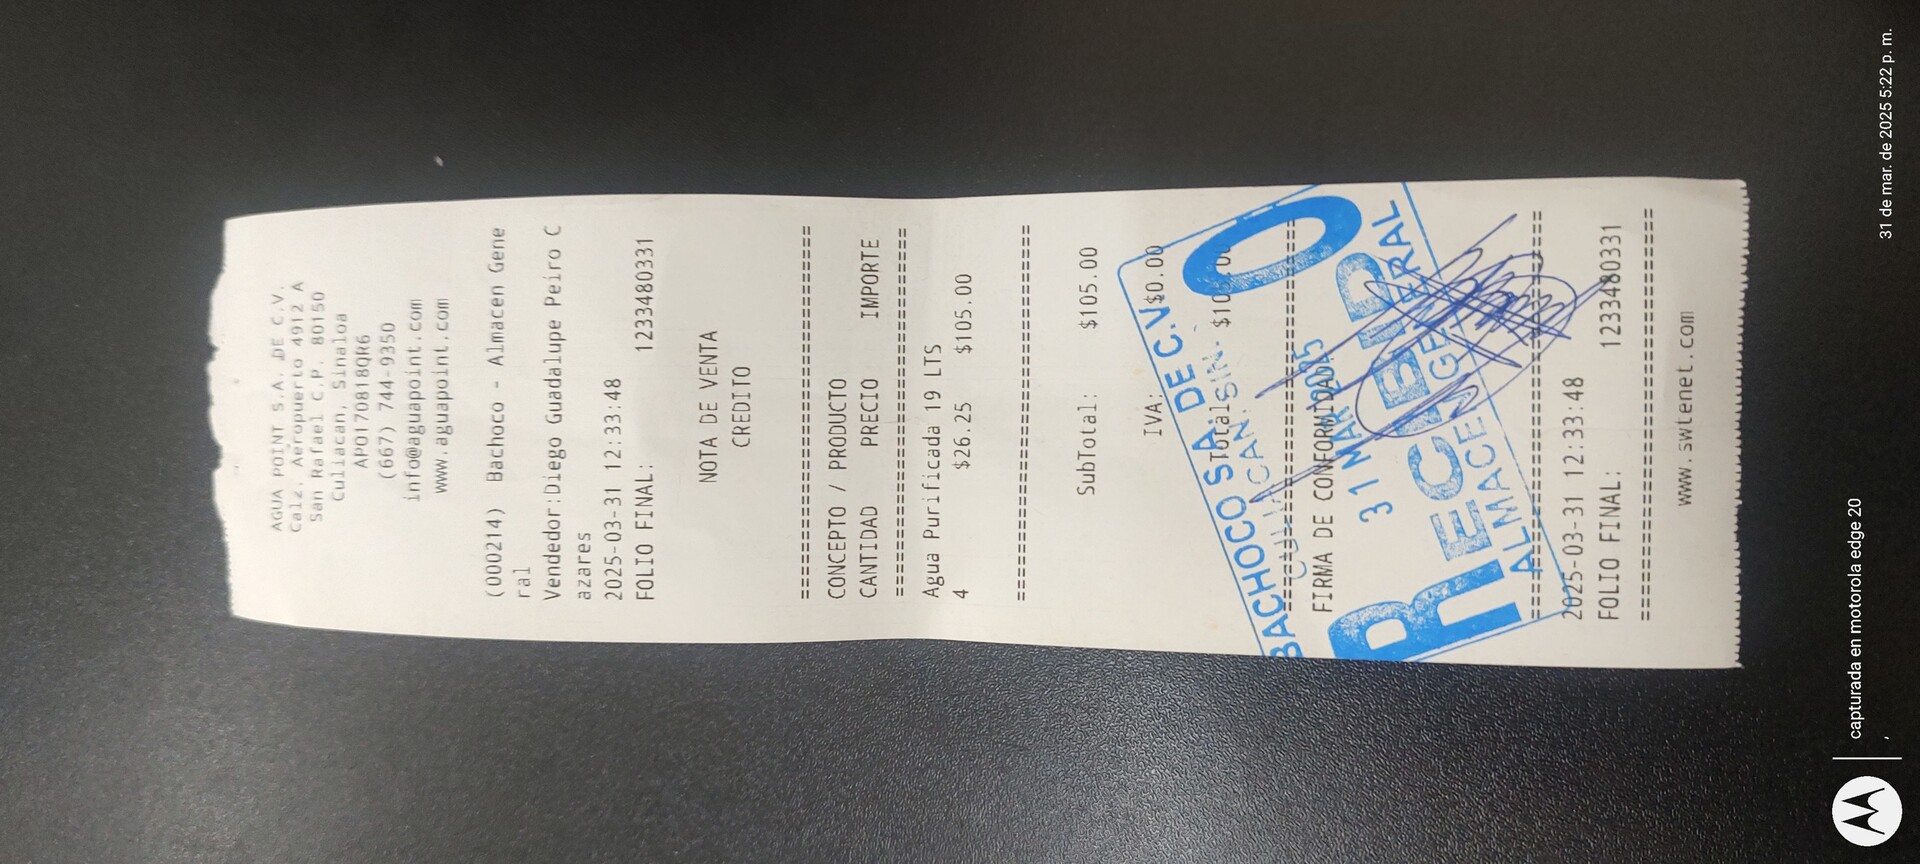 AGUA POINT S.A. DE C.V.
Calz. Aeropuerto 4912 A
San Rafael C.P. 80150
Culiacan, Sinaloa
APO170818QR6
(667) 744-9350
info@aguapoint.com
www.aguapoint.com
(000214) Bachoco - Almacen Gene
ral
Vendedor:Diego Guadalupe Peiro C
azares
2025-03-31 12:33:48
FOLIO FINAL: 1233480331
NOTA DE VENTA
CREDITO
================================
CONCEPTO / PRODUCTO
CANTIDAD PRECIO IMPORTE
================================
Agua Purificada 19 LTS
4 $26.25 $105.00
================================
SubTotal: $105.00
IVA: $0.00
Total: $105.00
================================
FIRMA DE CONFORMIDAD
BACHOCO S.A. DE C.V.
CULIACAN, SIN.
31 MAR 2025
RECIBIDO
ALMACEN GENERAL
================================
2025-03-31 12:33:48
FOLIO FINAL: 1233480331
================================
www.swtenet.com
capturada en motorola edge 20
31 de mar. de 2025 5:22 p. m.